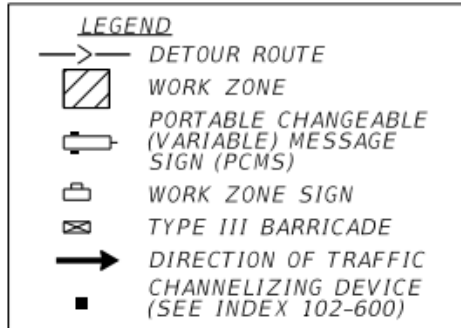 LEGEND
DETOUR ROUTE
WORK ZONE
PORTABLE CHANGEABLE
(VARIABLE) MESSAGE
SIGN (PCMS)
WORK ZONE SIGN
TYPE III BARRICADE
DIRECTION OF TRAFFIC
CHANNELIZING DEVICE
(SEE INDEX 102-600)